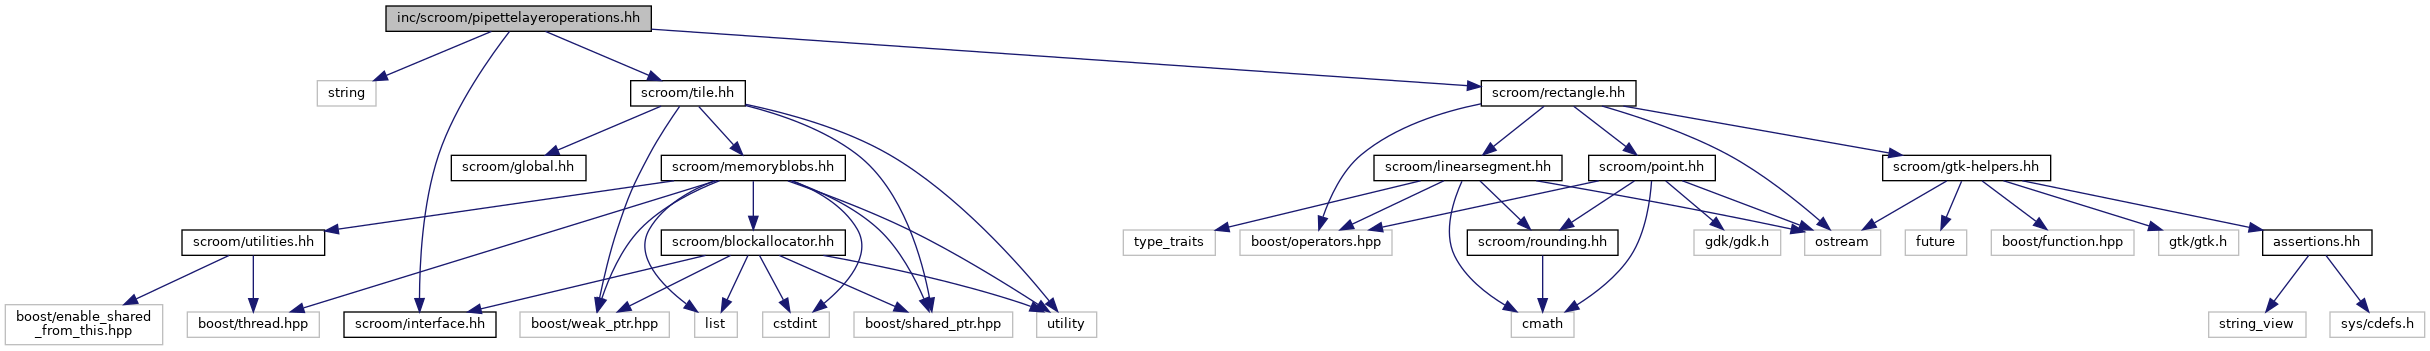 inc/scroom/pipettelayeroperations.hh
string
scroom/tile.hh
scroom/rectangle.hh
scroom/global.hh
scroom/memoryblobs.hh
scroom/linearsegment.hh
scroom/point.hh
scroom/gtk-helpers.hh
scroom/utilities.hh
scroom/blockallocator.hh
type_traits
boost/operators.hpp
scroom/rounding.hh
gdk/gdk.h
ostream
future
boost/function.hpp
gtk/gtk.h
assertions.hh
boost/enable_shared
_from_this.hpp
boost/thread.hpp
scroom/interface.hh
boost/weak_ptr.hpp
list
cstdint
boost/shared_ptr.hpp
utility
cmath
string_view
sys/cdefs.h